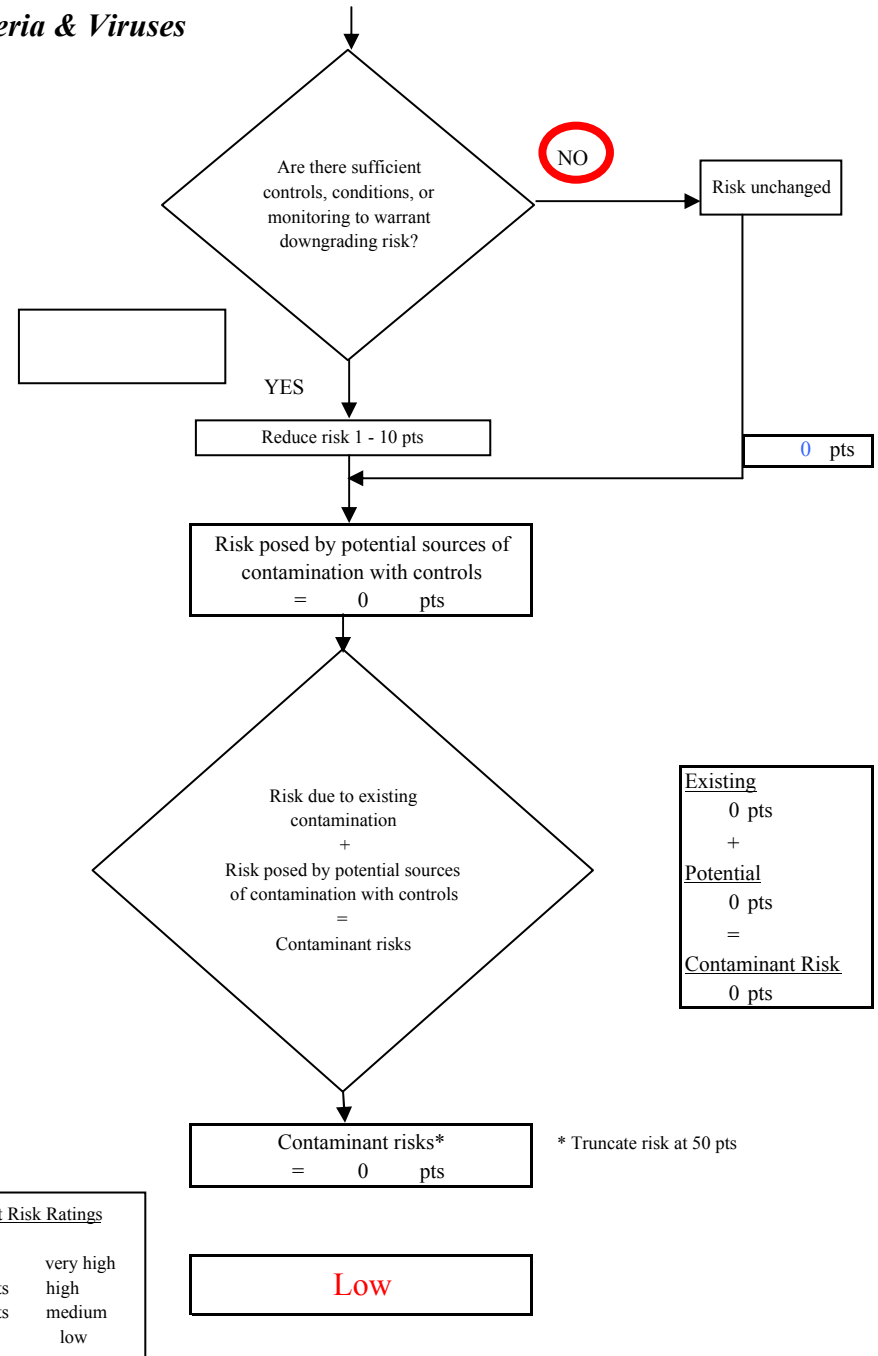 & Viruses
Are there sufficient
controls, conditions, or
monitoring to warrant
downgrading risk?
NO
Risk unchanged
YES
Reduce risk 1 - 10 pts
0 pts
Risk posed by potential sources of
contamination with controls
= 0 pts
Risk due to existing
contamination
+
Risk posed by potential sources
of contamination with controls
=
Contaminant risks
Existing
0 pts
+
Potential
0 pts
=
Contaminant Risk
0 pts
Contaminant risks*
= 0 pts
* Truncate risk at 50 pts
Risk Ratings
very high
high
medium
low
Low